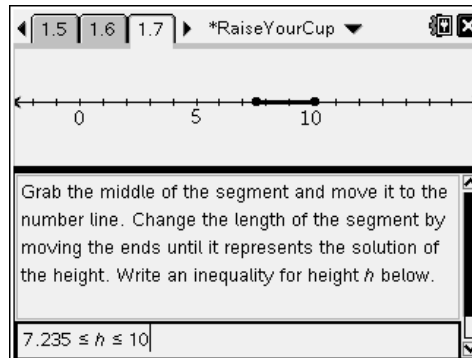 1.5 1.6 1.7 *RaiseYourCup
0 5 10
Grab the middle of the segment and move it to the
number line. Change the length of the segment by
moving the ends until it represents the solution of
the height. Write an inequality for height h below.
7.235 ≤ h ≤ 10